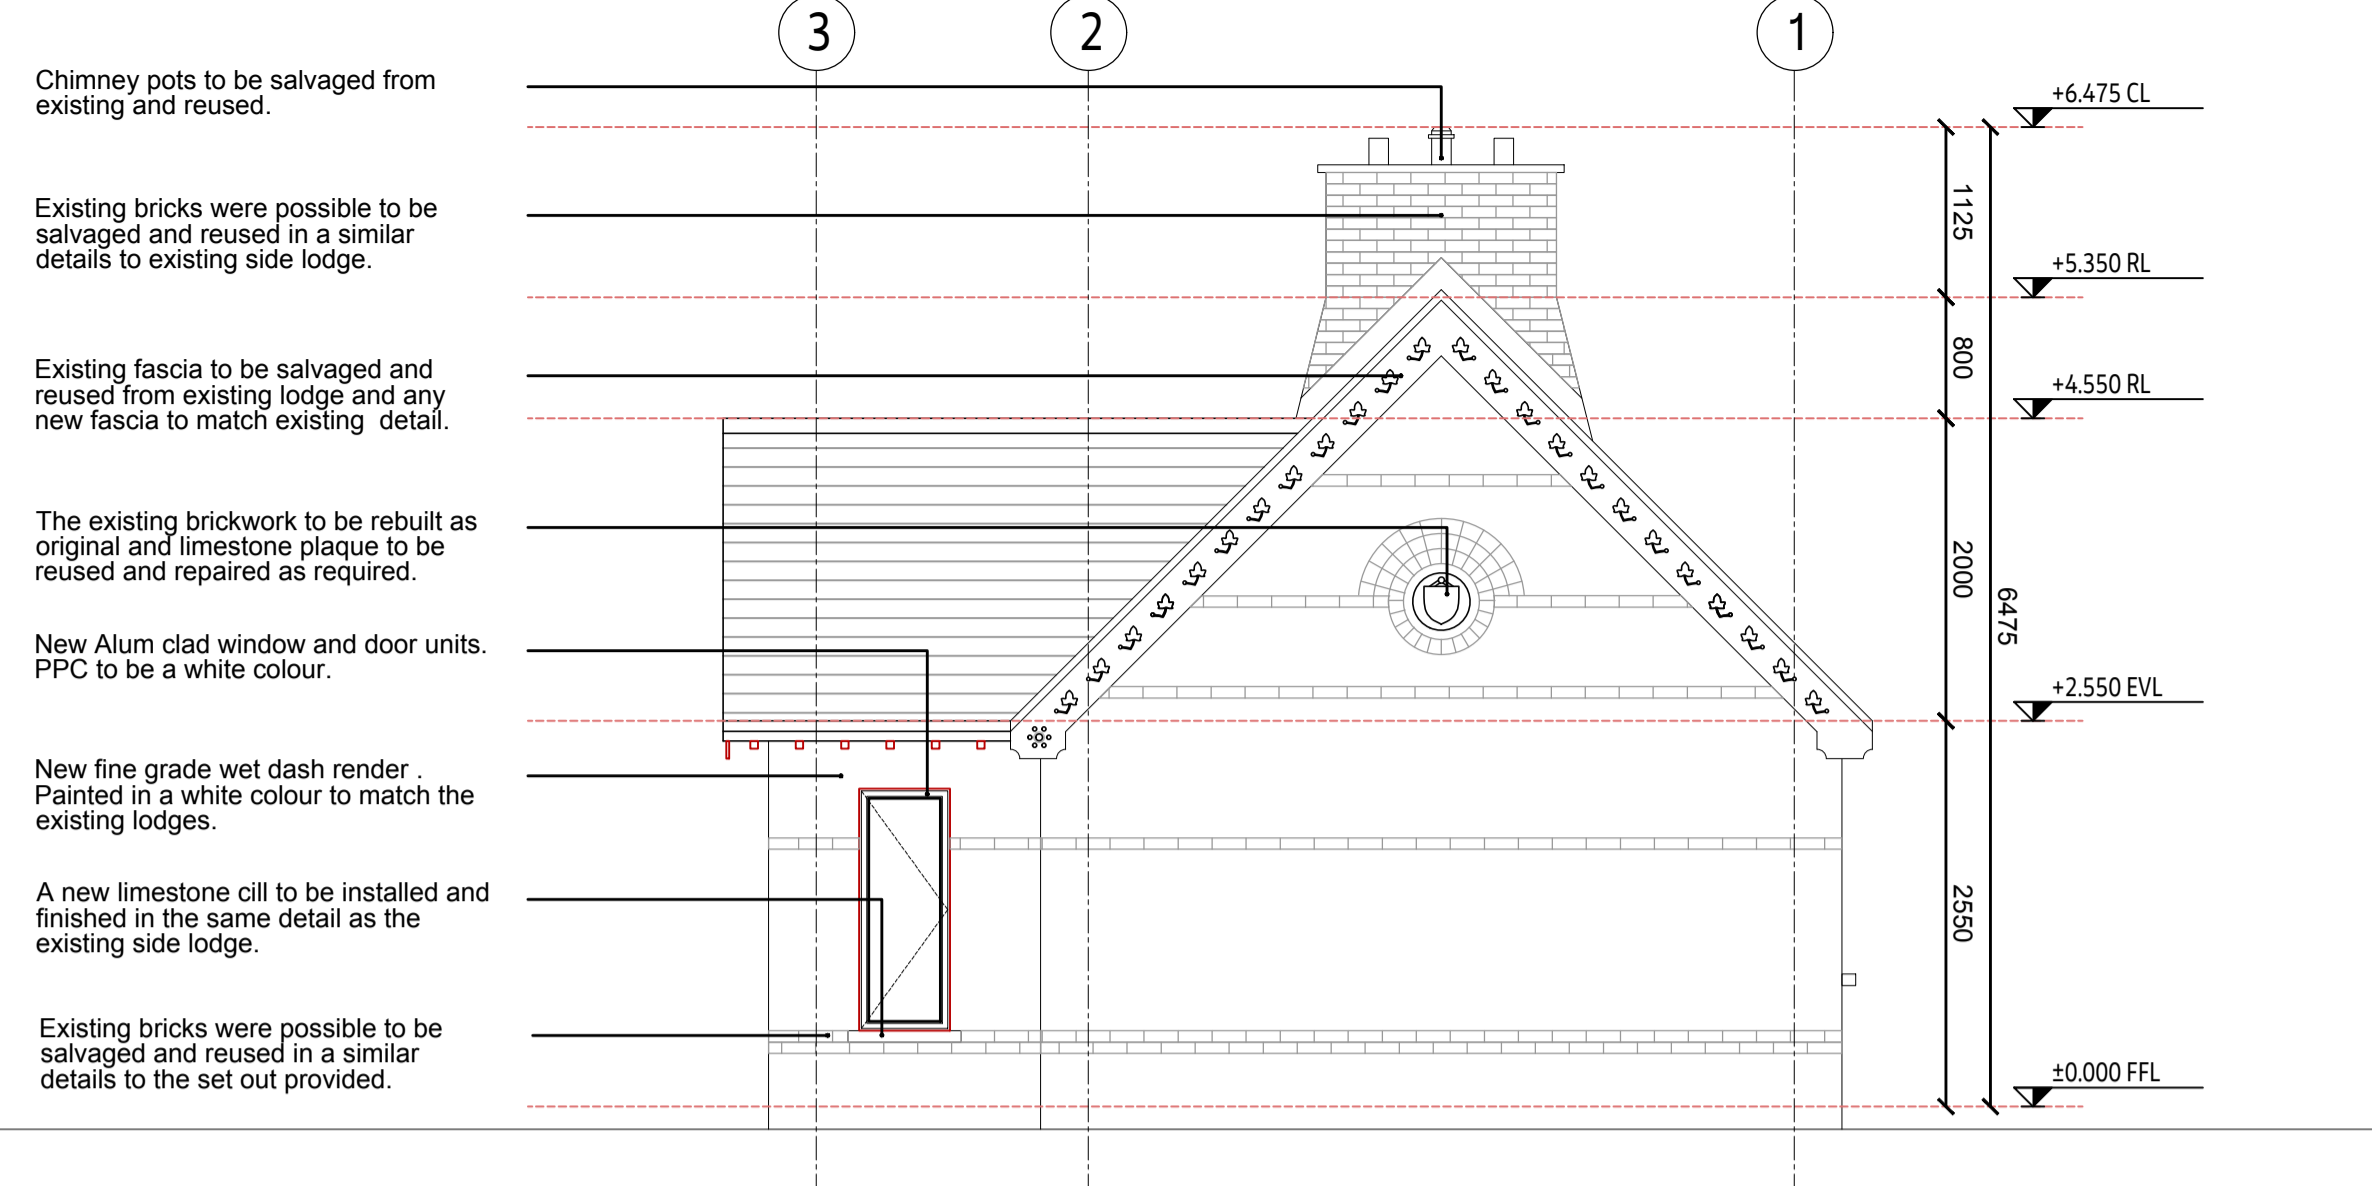 3
2
1
Chimney pots to be salvaged from
existing and reused.
Existing bricks were possible to be
salvaged and reused in a similar
details to existing side lodge.
Existing fascia to be salvaged and
reused from existing lodge and any
new fascia to match existing  detail.
The existing brickwork to be rebuilt as
original and limestone plaque to be
reused and repaired as required.
New Alum clad window and door units.
PPC to be a white colour.
New fine grade wet dash render .
Painted in a white colour to match the
existing lodges.
A new limestone cill to be installed and
finished in the same detail as the
existing side lodge.
Existing bricks were possible to be
salvaged and reused in a similar
details to the set out provided.
1125
800
2000
2550
6475
+6.475 CL
+5.350 RL
+4.550 RL
+2.550 EVL
±0.000 FFL